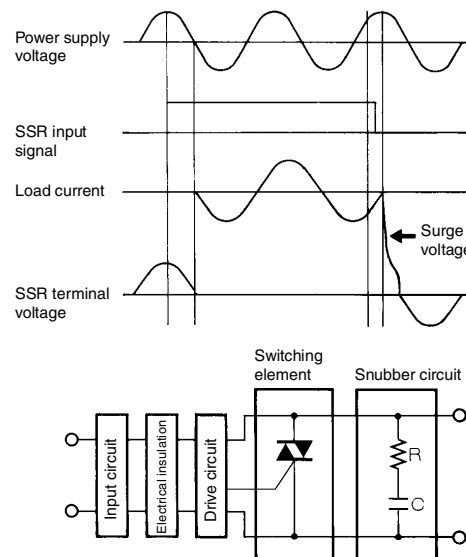 Power supply
voltage
SSR input
signal
Load current
Surge
voltage
SSR terminal
voltage
Switching
element
Snubber circuit
Input circuit
Electrical insulation
Drive circuit
R
C